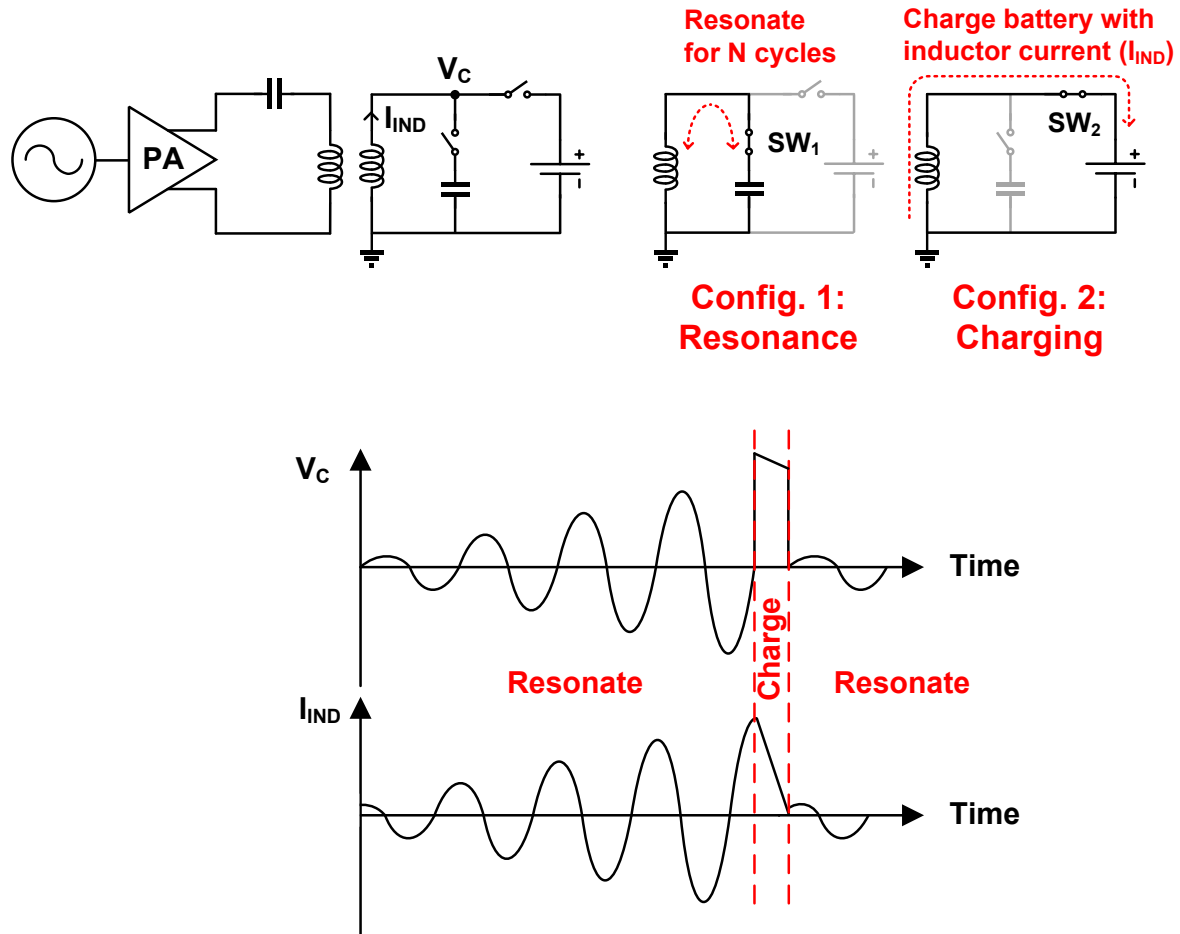 Resonate
for N cycles
Charge battery with
inductor current (I_IND)
V_C
I_IND
PA
+
SW_1
+
SW_2
+
Config. 1:
Resonance
Config. 2:
Charging
V_C
Time
Charge
Resonate
Resonate
I_IND
Time